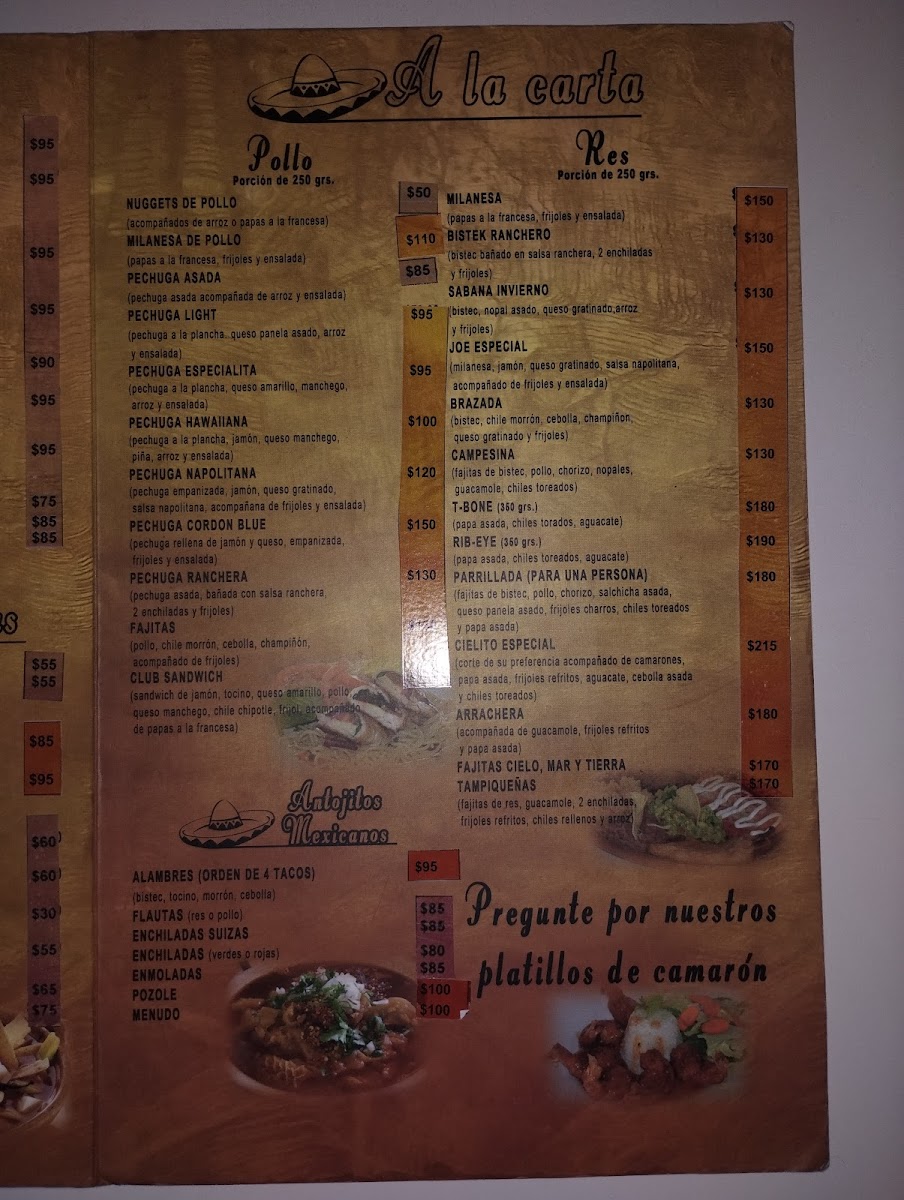 $95
$95
$95
$95
$90
$95
$95
$75
$85
$85
$55
$55
$85
$95
$60
$60
$30
$55
$65
$75
A la carta
Pollo
Porción de 250 grs.
NUGGETS DE POLLO $50
(acompañados de arroz o papas a la francesa)
MILANESA DE POLLO $110
(papas a la francesa, frijoles y ensalada)
PECHUGA ASADA $85
(pechuga asada acompañada de arroz y ensalada)
PECHUGA LIGHT $95
(pechuga a la plancha..queso panela asado, arroz
y ensalada)
PECHUGA ESPECIALITA $95
(pechuga a la plancha, queso amarillo, manchego,
arroz y ensalada)
PECHUGA HAWAIIANA $100
(pechuga a la plancha, jamón, queso manchego,
piña, arroz y ensalada)
PECHUGA NAPOLITANA $120
(pechuga empanizada, jamón, queso gratinado,
salsa napolitana, acompañana de frijoles y ensalada)
PECHUGA CORDON BLUE $150
(pechuga rellena de jamón y queso, empanizada,
frijoles y ensalada)
PECHUGA RANCHERA $130
(pechuga asada, bañada con salsa ranchera,
2 enchiladas y frijoles)
FAJITAS
(pollo, chile morrón, cebolla, champiñón,
acompañado de frijoles)
CLUB SANDWICH
(sandwich de jamón, tocino, queso amarillo, pollo
queso manchego, chile chipotle, frijol, acompañado
de papas a la francesa)
Antojitos
Mexicanos
ALAMBRES (ORDEN DE 4 TACOS) $95
(bistec, tocino, morrón, cebolla)
FLAUTAS (res o pollo) $85
ENCHILADAS SUIZAS $85
ENCHILADAS (verdes o rojas) $80
ENMOLADAS $85
POZOLE $100
MENUDO $100
Res
Porción de 250 grs.
MILANESA $150
(papas a la francesa, frijoles y ensalada)
BISTEK RANCHERO $130
(bistec bañado en salsa ranchera, 2 enchiladas
y frijoles)
SABANA INVIERNO $130
(bistec, nopal asado, queso gratinado,arroz
y frijoles)
JOE ESPECIAL $150
(milanesa, jamón, queso gratinado, salsa napolitana,
acompañado de frijoles y ensalada)
BRAZADA $130
(bistec, chile morrón, cebolla, champiñon,
queso gratinado y frijoles)
CAMPESINA $130
(fajitas de bistec, pollo, chorizo, nopales,
guacamole, chiles toreados)
T-BONE (360 grs.) $180
(papa asada, chiles torados, aguacate)
RIB-EYE (360 grs.) $190
(papa asada, chiles toreados, aguacate)
PARRILLADA (PARA UNA PERSONA) $180
(fajitas de bistec, pollo, chorizo, salchicha asada,
queso panela asado, frijoles charros, chiles toreados
y papa asada)
CIELITO ESPECIAL $215
(corte de su preferencia acompañado de camarones,
papa asada, frijoles refritos, aguacate, cebolla asada
y chiles toreados)
ARRACHERA $180
(acompañada de guacamole, frijoles refritos
y papa asada)
FAJITAS CIELO, MAR Y TIERRA $170
TAMPIQUEÑAS $170
(fajitas de res, guacamole, 2 enchiladas,
frijoles refritos, chiles rellenos y arroz)
Pregunte por nuestros
platillos de camarón